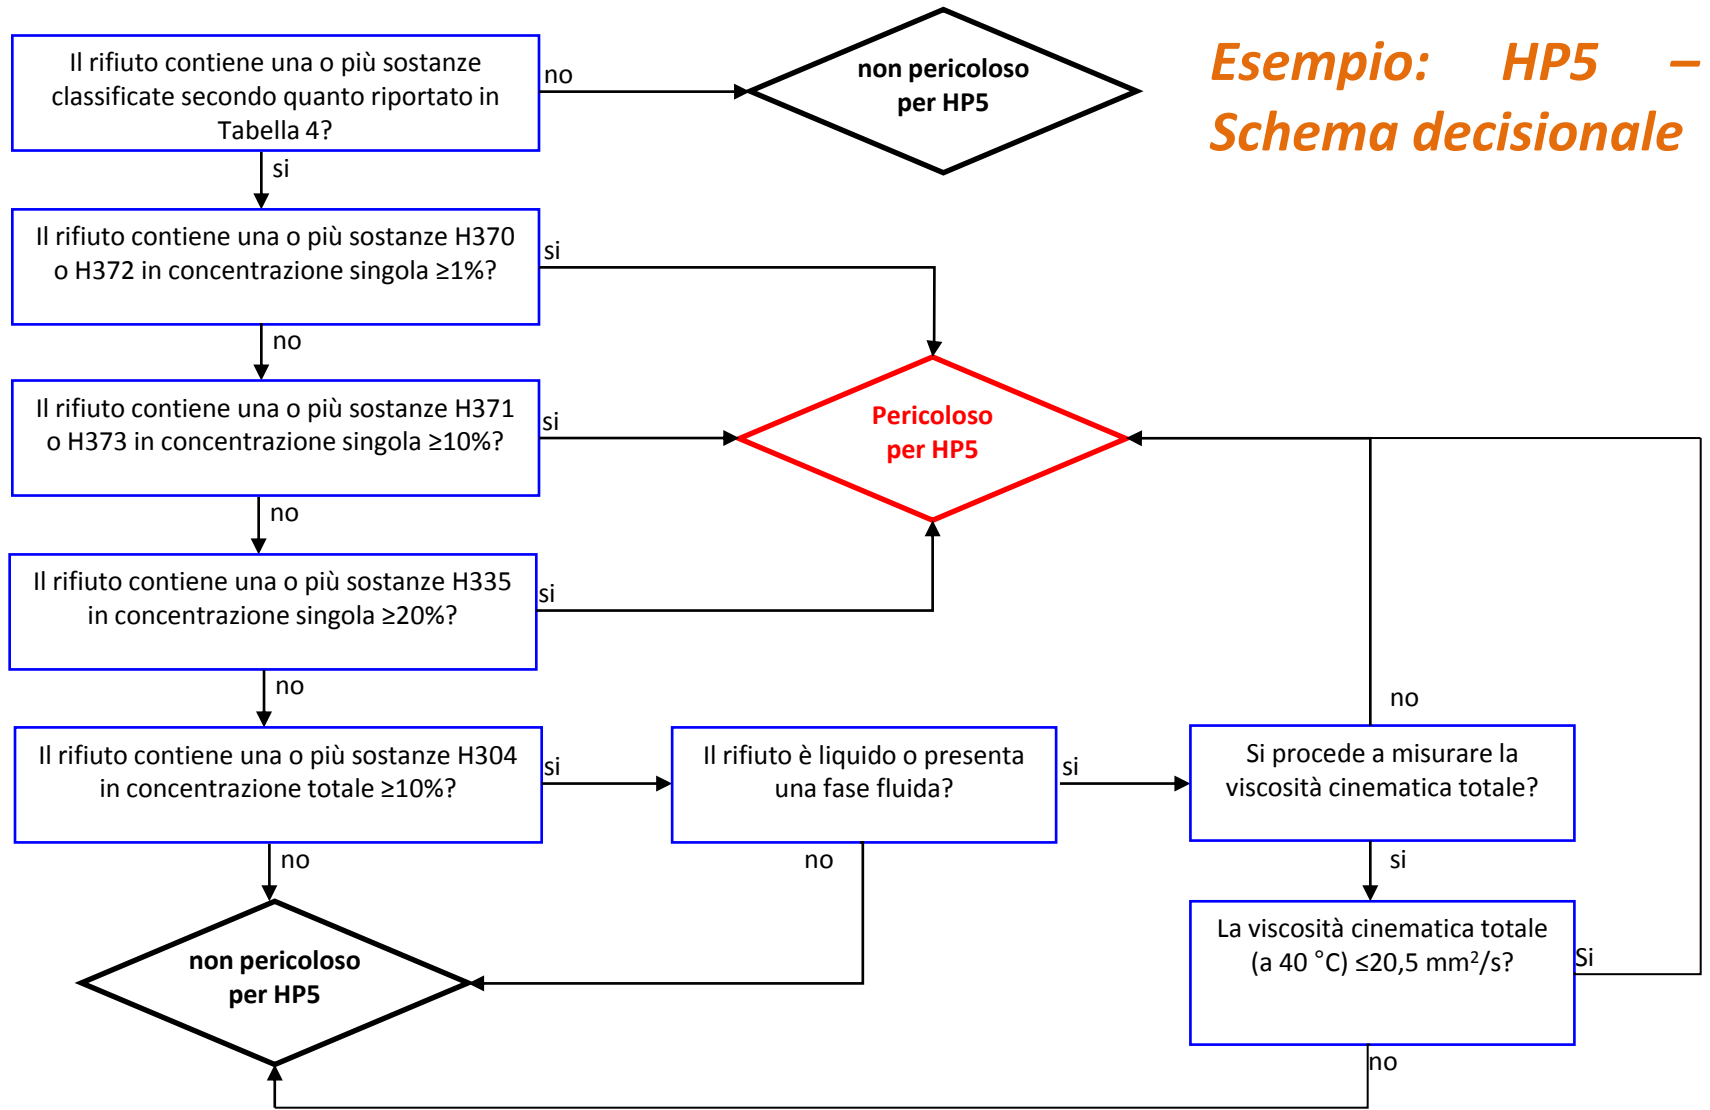 Esempio: HP5 –
Schema decisionale
Il rifiuto contiene una o più sostanze
classificate secondo quanto riportato in
Tabella 4?
no
non pericoloso
per HP5
si
Il rifiuto contiene una o più sostanze H370
o H372 in concentrazione singola ≥1%?
si
no
Il rifiuto contiene una o più sostanze H371
o H373 in concentrazione singola ≥10%?
si
Pericoloso
per HP5
no
Il rifiuto contiene una o più sostanze H335
in concentrazione singola ≥20%?
si
no
Il rifiuto contiene una o più sostanze H304
in concentrazione totale ≥10%?
si
Il rifiuto è liquido o presenta
una fase fluida?
si
no
Si procede a misurare la
viscosità cinematica totale?
no
no
si
non pericoloso
per HP5
La viscosità cinematica totale
(a 40 °C) ≤20,5 mm²/s?
Si
no